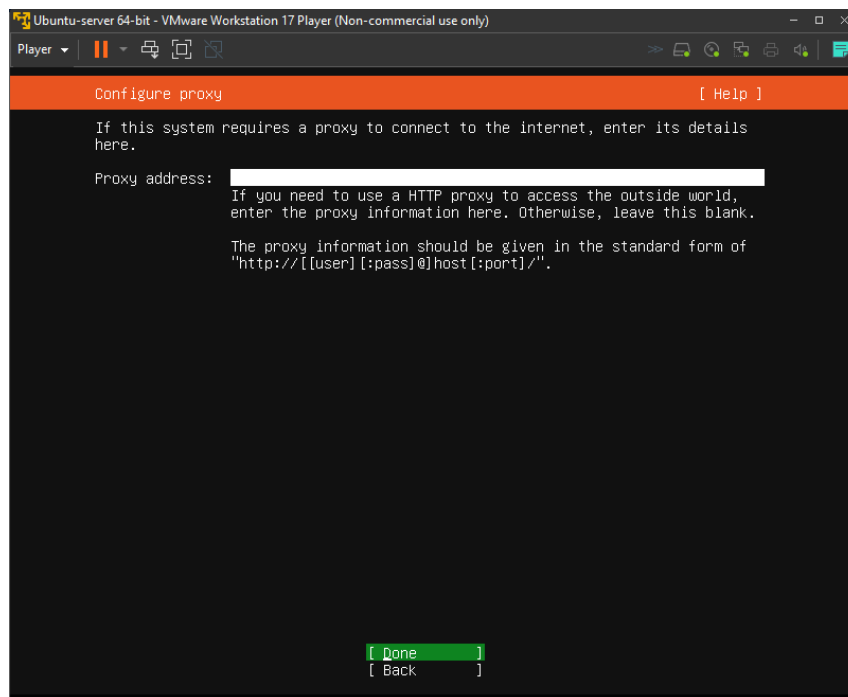 Ubuntu-server 64-bit - VMware Workstation 17 Player (Non-commercial use only)
Player
Configure proxy [ Help ]
If this system requires a proxy to connect to the internet, enter its details
here.
Proxy address:
If you need to use a HTTP proxy to access the outside world,
enter the proxy information here. Otherwise, leave this blank.
The proxy information should be given in the standard form of
"http://[[user][:pass]@]host[:port]/".
[ Done ]
[ Back ]